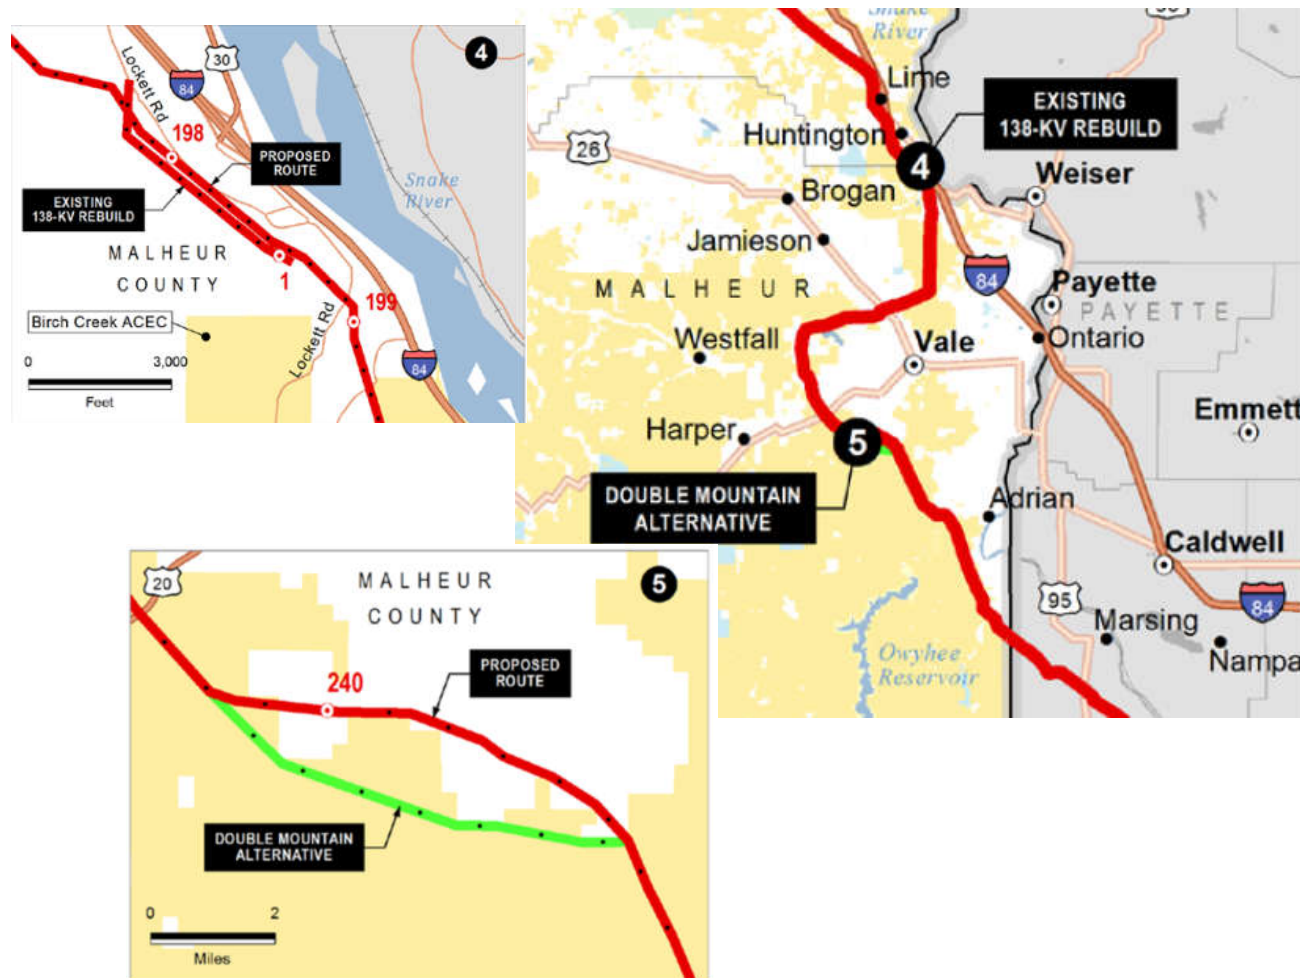 4
30
84
Lockett Rd
198
PROPOSED
ROUTE
EXISTING
138-KV REBUILD
Snake
River
MALHEUR
COUNTY
1
199
Birch Creek ACEC
Lockett Rd
0 3,000
Feet
84
Snake
River
Lime
EXISTING
138-KV REBUILD
Huntington
26
4
Weiser
Brogan
Jamieson
84
MALHEUR
Payette
PAYETTE
Westfall
Vale
Ontario
Harper
Emmett
5
DOUBLE MOUNTAIN
ALTERNATIVE
Adrian
Caldwell
95
84
Marsing
Owyhee
Reservoir
Nampa
20
MALHEUR
COUNTY
5
PROPOSED
ROUTE
240
DOUBLE MOUNTAIN
ALTERNATIVE
0 2
Miles